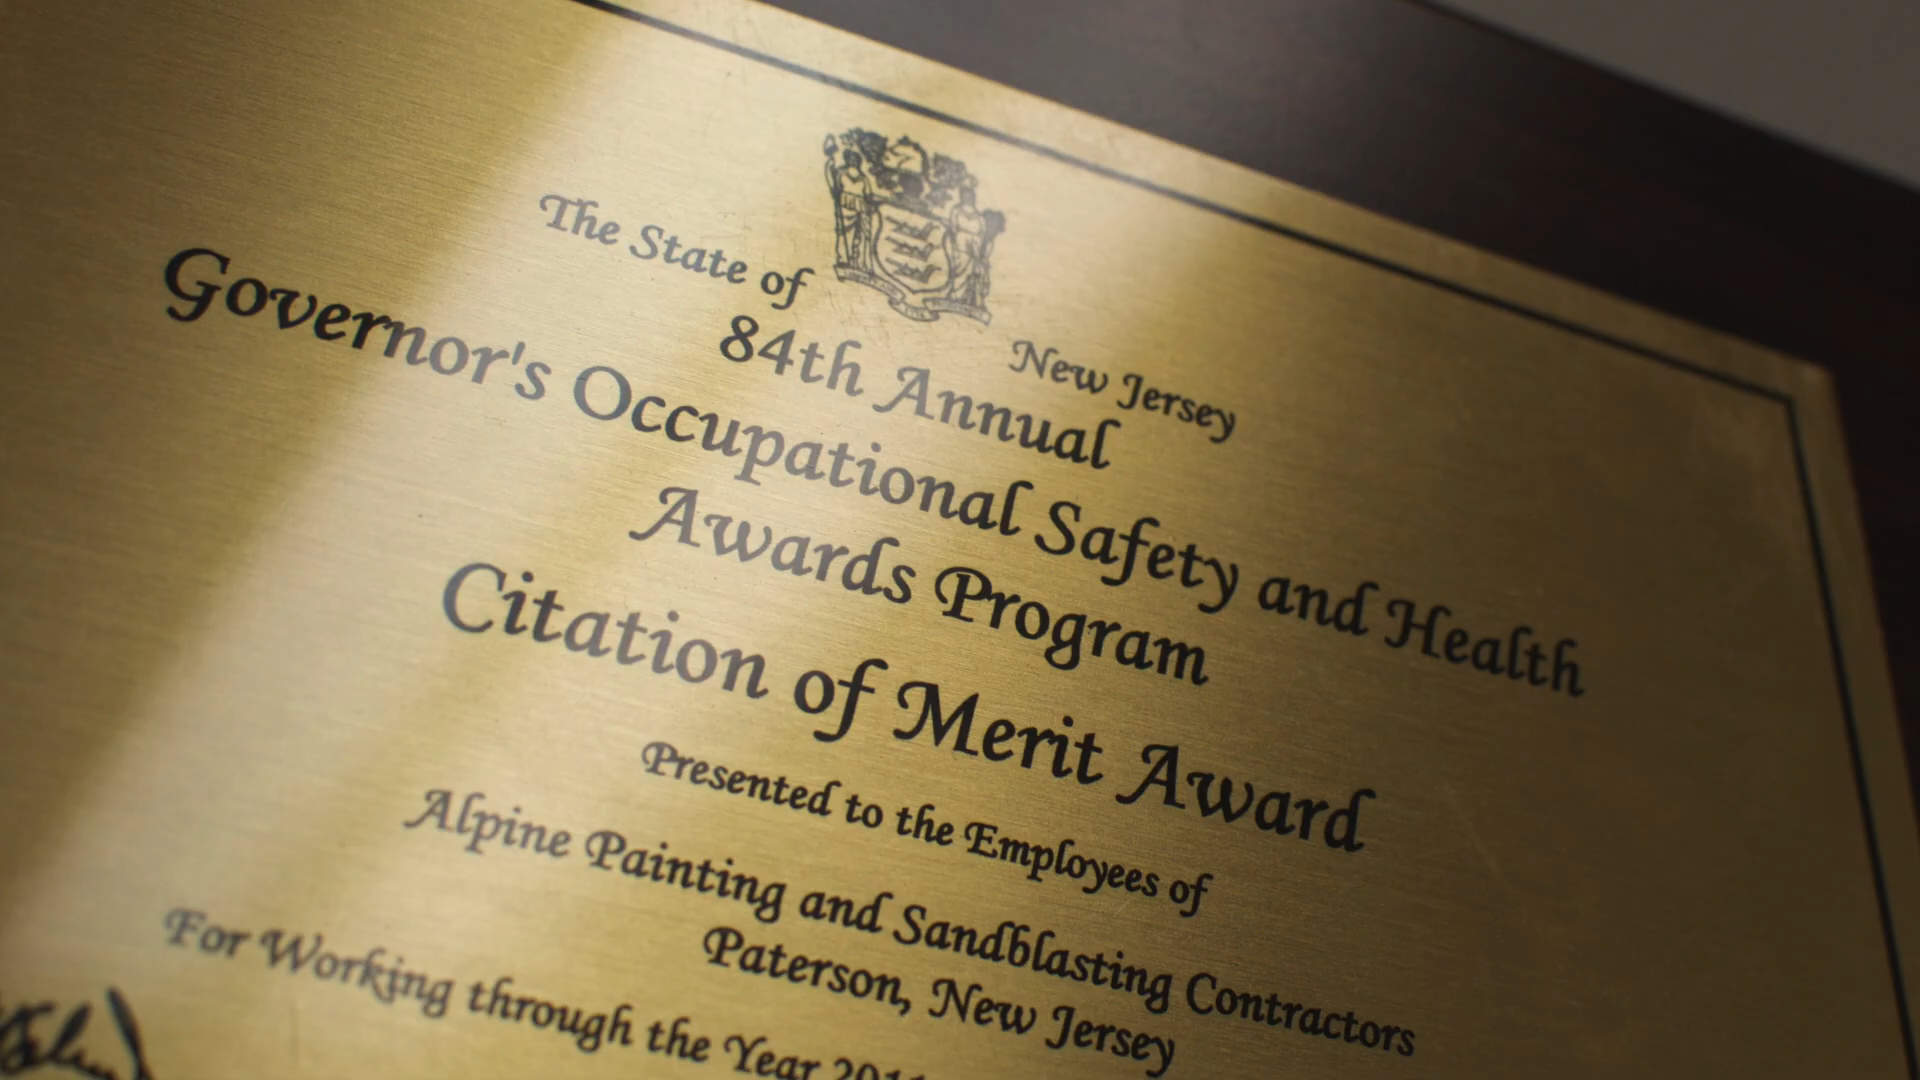 The State of New Jersey
84th Annual
Governor's Occupational Safety and Health
Awards Program
Citation of Merit Award
Presented to the Employees of
Alpine Painting and Sandblasting Contractors
Paterson, New Jersey
For Working through the Year